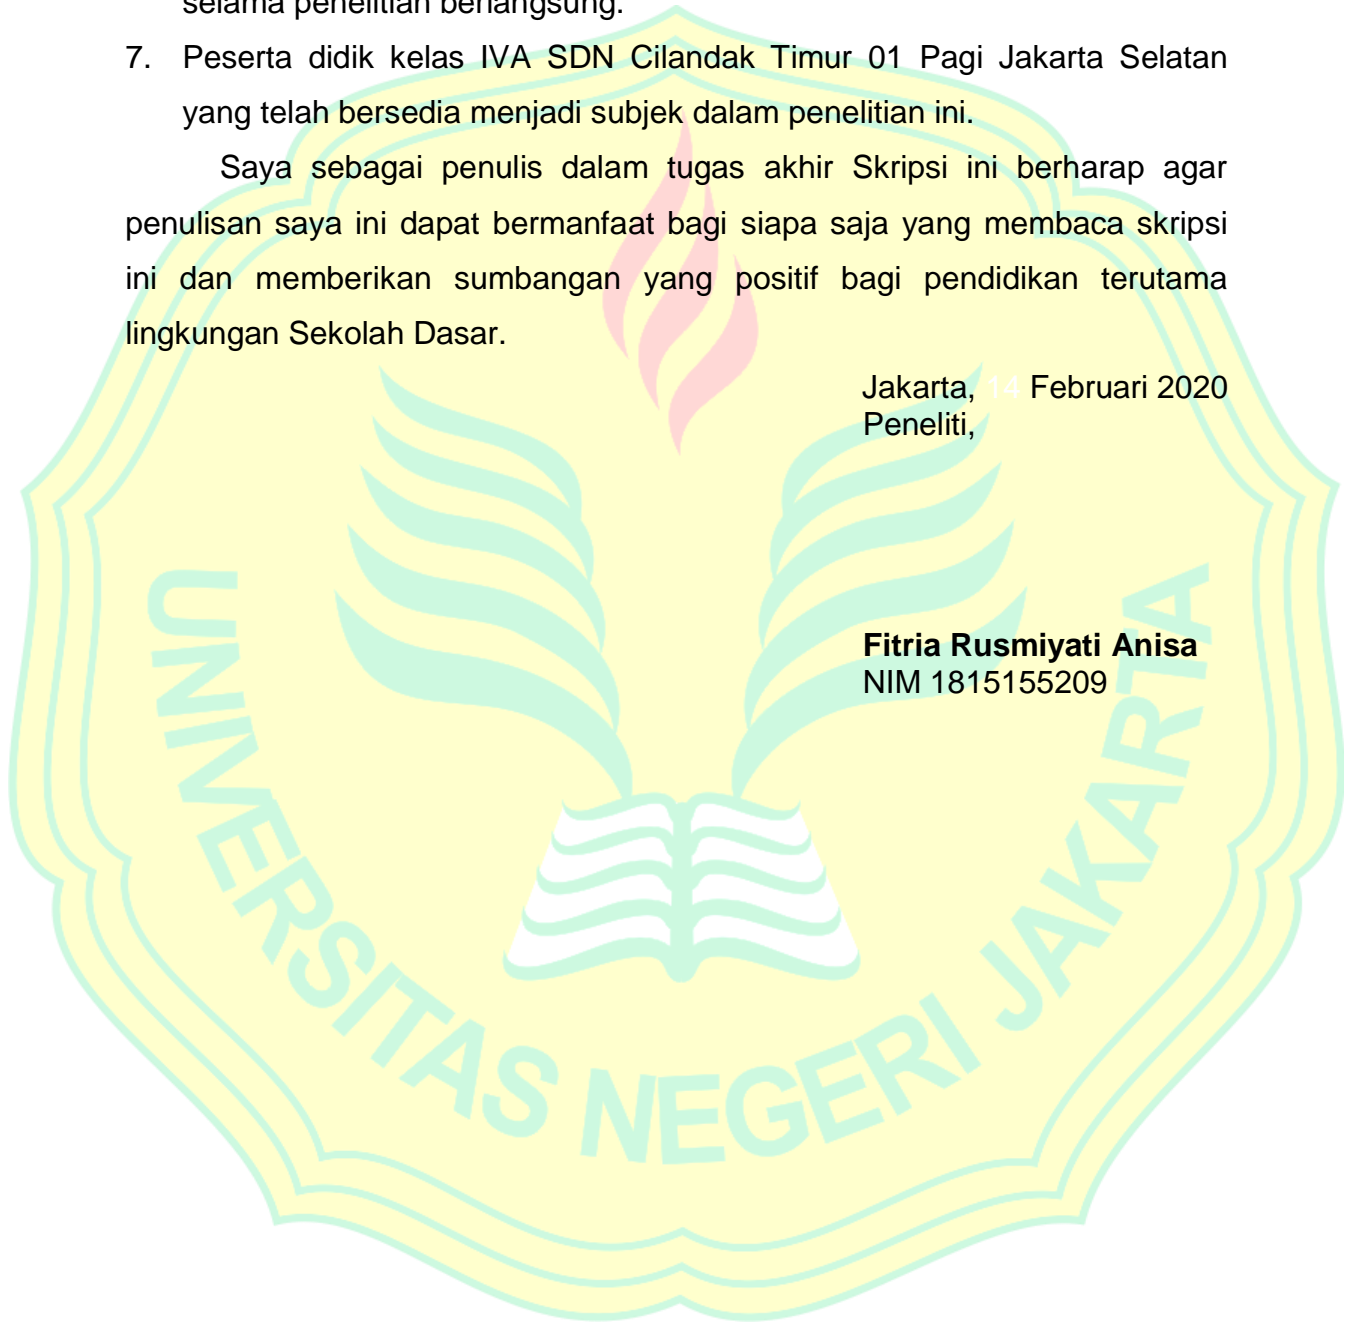 selama penelitian berlangsung.
7. Peserta didik kelas IVA SDN Cilandak Timur 01 Pagi Jakarta Selatan
yang telah bersedia menjadi subjek dalam penelitian ini.
Saya sebagai penulis dalam tugas akhir Skripsi ini berharap agar
penulisan saya ini dapat bermanfaat bagi siapa saja yang membaca skripsi
ini dan memberikan sumbangan yang positif bagi pendidikan terutama
lingkungan Sekolah Dasar.
Jakarta, 14 Februari 2020
Peneliti,
Fitria Rusmiyati Anisa
NIM 1815155209
UNIVERSITAS NEGERI JAKARTA